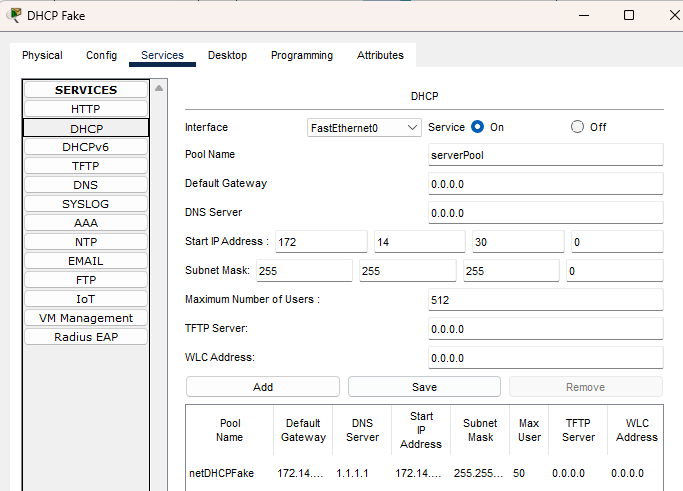 DHCP Fake
Physical Config Services Desktop Programming Attributes
SERVICES
HTTP
DHCP
DHCPv6
TFTP
DNS
SYSLOG
AAA
NTP
EMAIL
FTP
IoT
VM Management
Radius EAP
DHCP
Interface FastEthernet0 Service On Off
Pool Name serverPool
Default Gateway 0.0.0.0
DNS Server 0.0.0.0
Start IP Address : 172 14 30 0
Subnet Mask: 255 255 255 0
Maximum Number of Users : 512
TFTP Server: 0.0.0.0
WLC Address: 0.0.0.0
Add Save Remove
Pool Name Default Gateway DNS Server Start IP Address Subnet Mask Max User TFTP Server WLC Address
netDHCPFake 172.14.... 1.1.1.1 172.14.... 255.255... 50 0.0.0.0 0.0.0.0